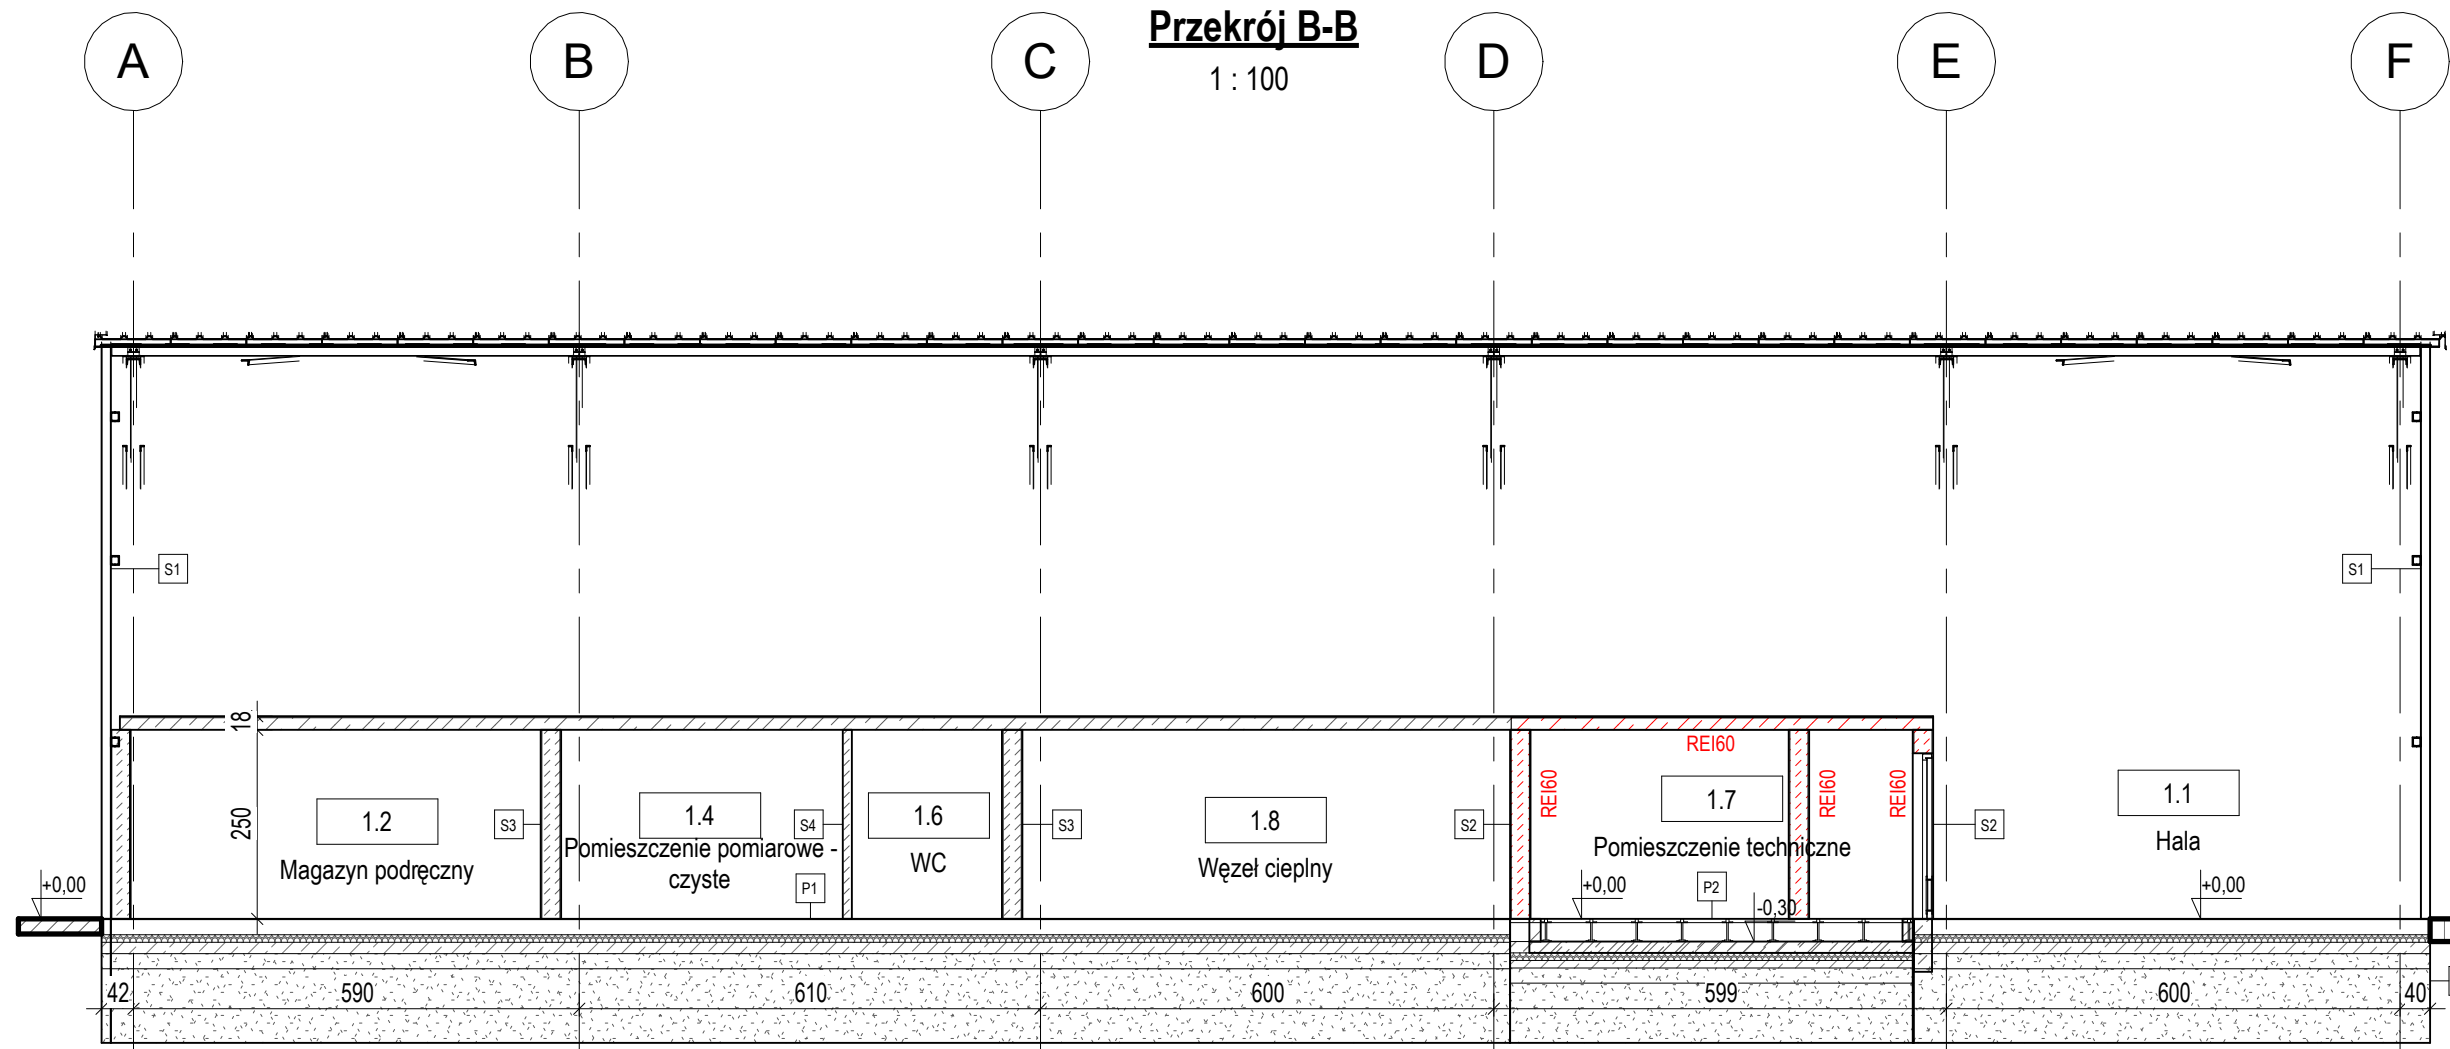 Przekrój B-B
1 : 100
A
B
C
D
E
F
S1
S1
18
250
REI60
REI60
REI60
REI60
1.2
Magazyn podręczny
S3
1.4
Pomieszczenie pomiarowe -
czyste
S4
P1
1.6
WC
S3
1.8
Węzeł cieplny
S2
1.7
Pomieszczenie techniczne
S2
1.1
Hala
+0,00
+0,00
P2
-0,30
+0,00
42
590
610
600
599
600
40